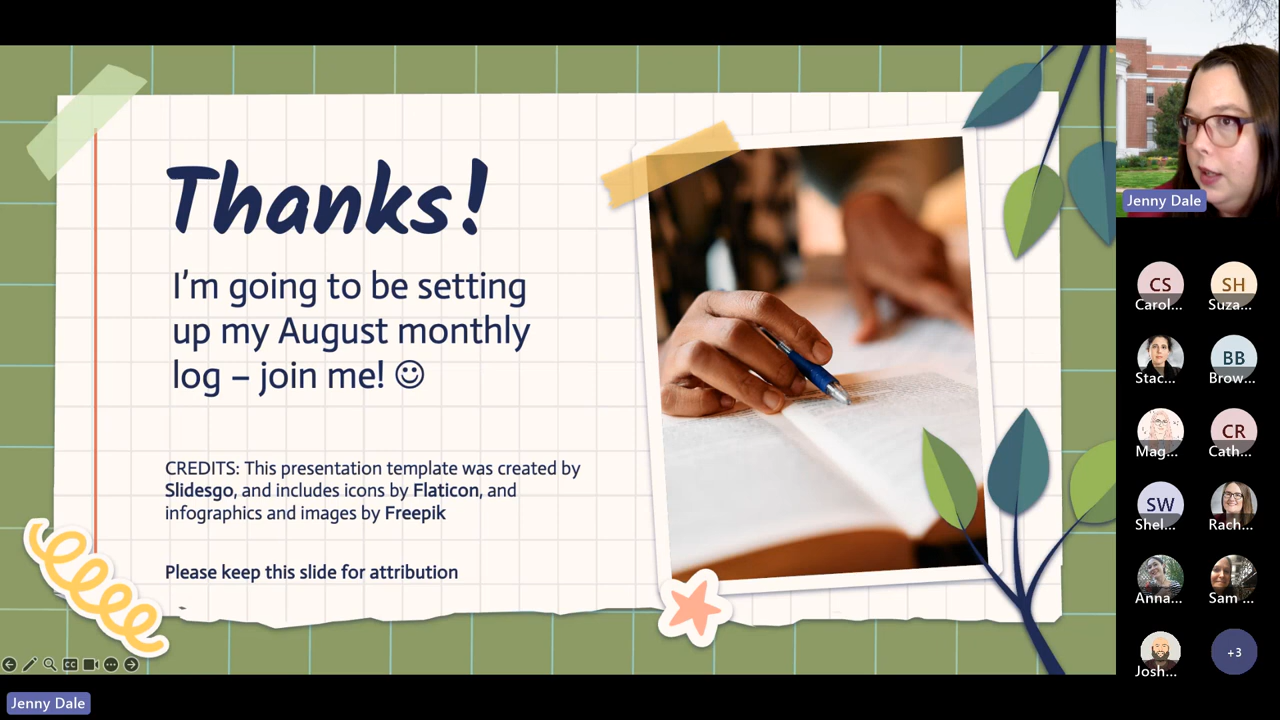 Thanks!
I'm going to be setting
up my August monthly
log – join me! ☺
CREDITS: This presentation template was created by
Slidesgo, and includes icons by Flaticon, and
infographics and images by Freepik
Please keep this slide for attribution
Jenny Dale
CS
SH
Carol...
Suza...
BB
Stac...
Brow...
CR
Mag...
Cath...
SW
Shel...
Rach...
Anna...
Sam ...
Josh...
+3
CC
Jenny Dale